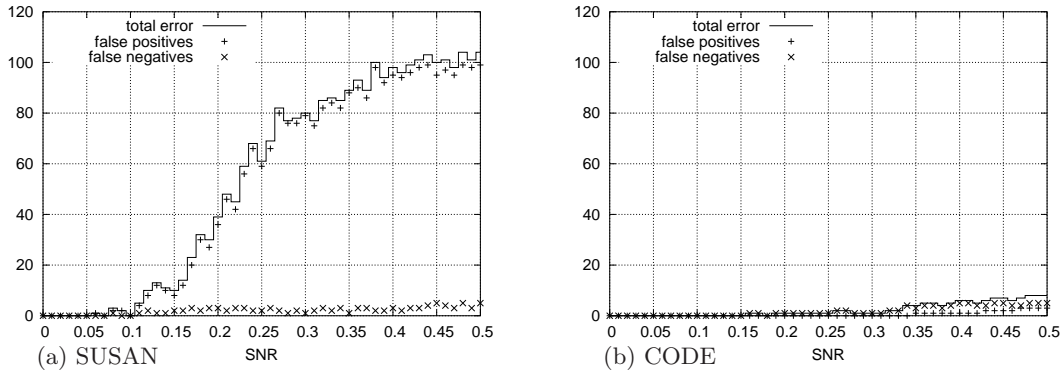 120
100
80
60
40
20
0
total error
false positives
false negatives
0 0.05 0.1 0.15 0.2 0.25 0.3 0.35 0.4 0.45 0.5
SNR
(a) SUSAN
120
100
80
60
40
20
0
total error
false positives
false negatives
0 0.05 0.1 0.15 0.2 0.25 0.3 0.35 0.4 0.45 0.5
SNR
(b) CODE